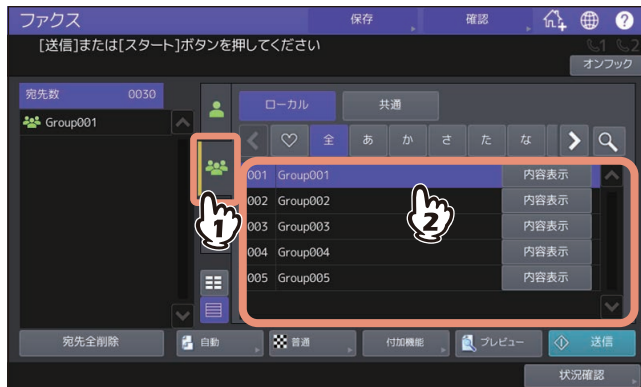 ファクス 保存 確認 ?
[送信]または[スタート]ボタンを押してください 1 2
オンフック
宛先数 0030
Group001
ローカル 共通
全 あ か さ た な
001 Group001 内容表示
002 Group002 内容表示
003 Group003 内容表示
004 Group004 内容表示
005 Group005 内容表示
1
2
宛先全削除 自動 普通 付加機能 プレビュー 送信
状況確認